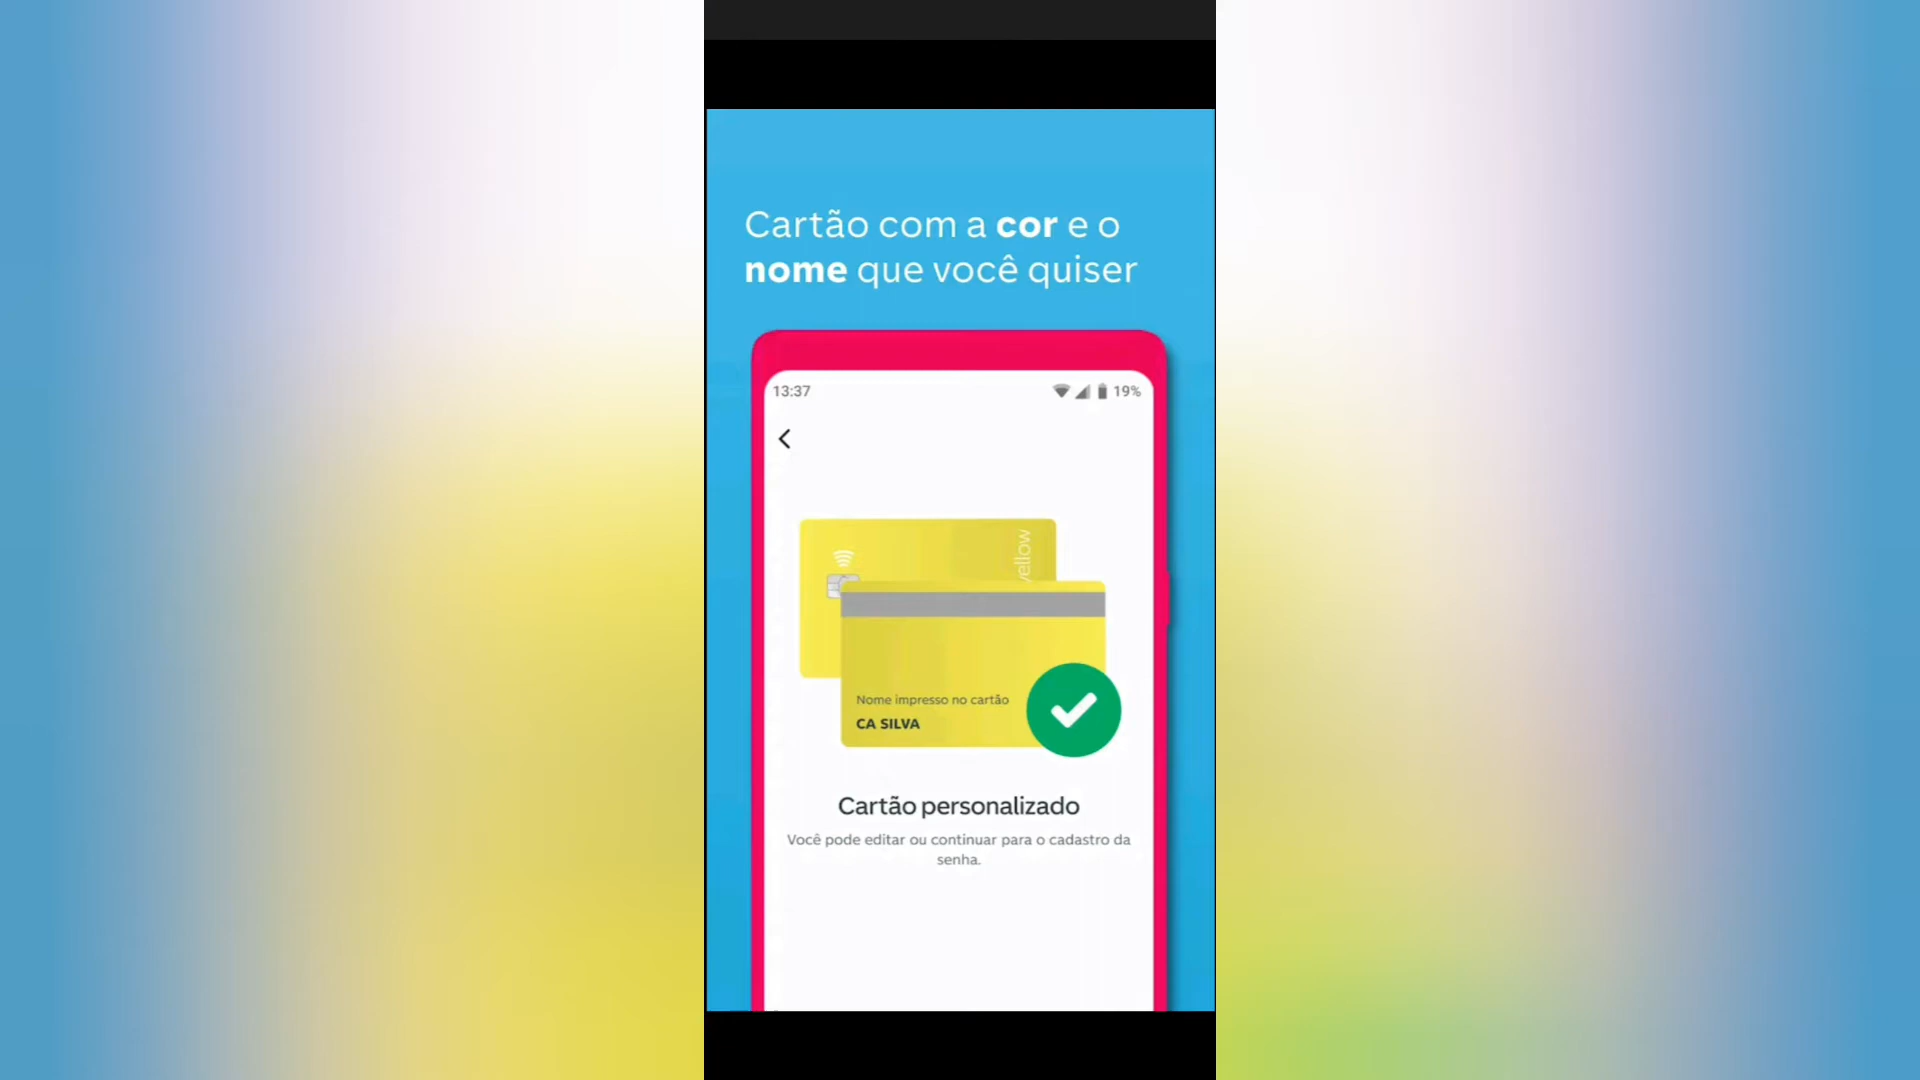 Cartão com a cor e o
nome que você quiser
13:37
19%
yellow
Nome impresso no cartão
CA SILVA
Cartão personalizado
Você pode editar ou continuar para o cadastro da
senha.